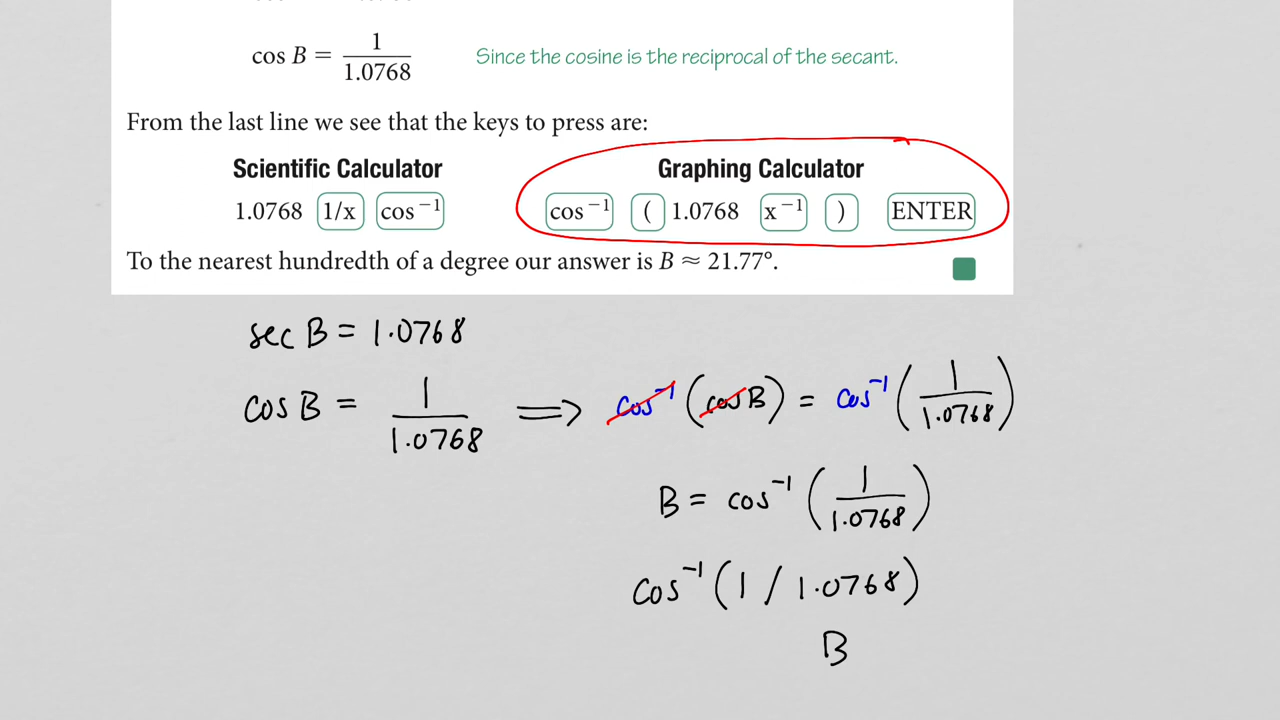 cos B = 1/1.0768 Since the cosine is the reciprocal of the secant.
From the last line we see that the keys to press are:
Scientific Calculator Graphing Calculator
1.0768 1/x cos⁻¹ cos⁻¹ ( 1.0768 x⁻¹ ) ENTER
To the nearest hundredth of a degree our answer is B ≈ 21.77°.
sec B = 1.0768
cos B = 1/1.0768 ⟹ cos⁻¹(cos B) = cos⁻¹(1/1.0768)
B = cos⁻¹(1/1.0768)
cos⁻¹(1 / 1.0768)
B